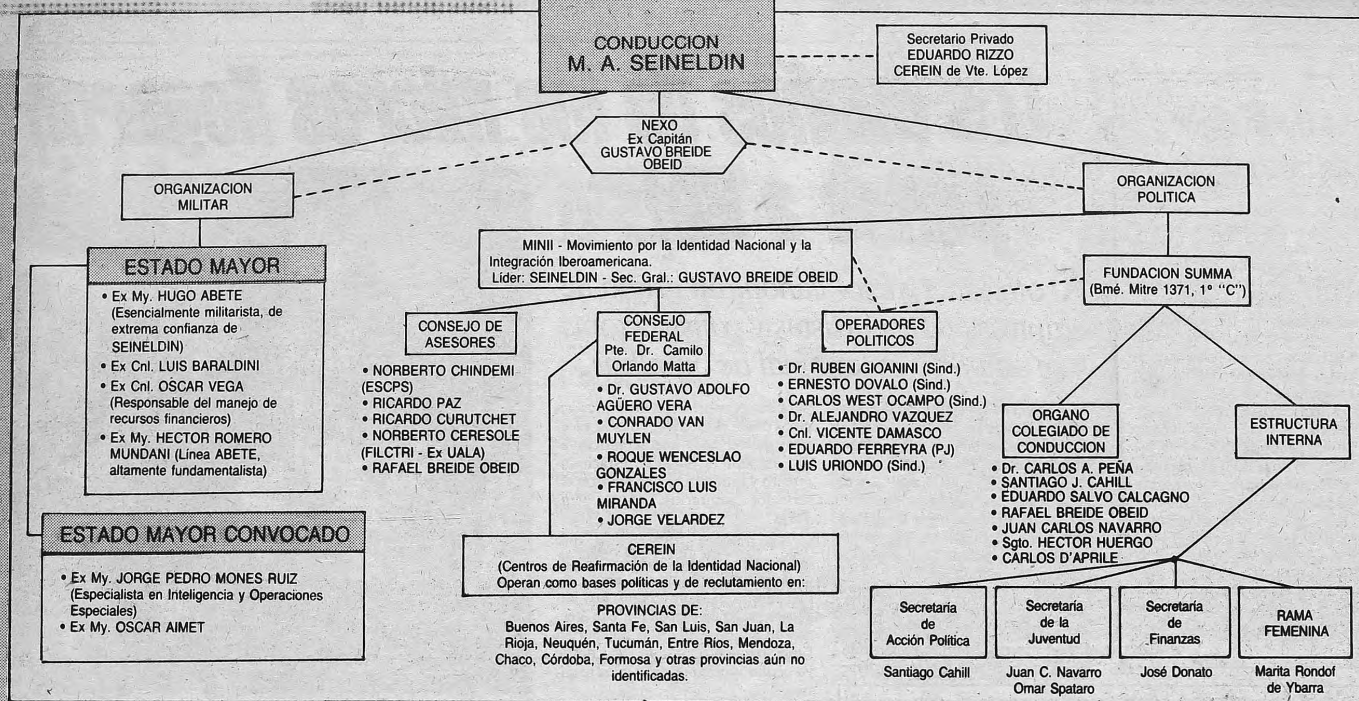 CONDUCCION
M. A. SEINELDIN
Secretario Privado
EDUARDO RIZZO
CEREIN de Vte. López
NEXO
Ex Capitán
GUSTAVO BREIDE
OBEID
ORGANIZACION
MILITAR
ORGANIZACION
POLITICA
ESTADO MAYOR
• Ex My. HUGO ABETE
(Esencialmente militarista, de
extrema confianza de
SEINELDIN)
• Ex Cnl. LUIS BARALDINI
• Ex Cnl. OSCAR VEGA
(Responsable del manejo de
recursos financieros)
• Ex My. HECTOR ROMERO
MUNDANI (Línea ABETE,
altamente fundamentalista)
ESTADO MAYOR CONVOCADO
• Ex My. JORGE PEDRO MONES RUIZ
(Especialista en Inteligencia y Operaciones
Especiales)
• Ex My. OSCAR AIMET
MINII - Movimiento por la Identidad Nacional y la
Integración Iberoamericana.
Líder: SEINELDIN - Sec. Gral.: GUSTAVO BREIDE OBEID
CONSEJO DE
ASESORES
• NORBERTO CHINDEMI
(ESCPS)
• RICARDO PAZ
• RICARDO CURUTCHET
• NORBERTO CERESOLE
(FILCTRI - Ex UALA)
• RAFAEL BREIDE OBEID
CONSEJO
FEDERAL
Pte. Dr. Camilo
Orlando Matta
• Dr. GUSTAVO ADOLFO
AGÜERO VERA
• CONRADO VAN
MUYLEN
• ROQUE WENCESLAO
GONZALES
• FRANCISCO LUIS
MIRANDA
• JORGE VELARDEZ
CEREIN
(Centros de Reafirmación de la Identidad Nacional)
Operan como bases políticas y de reclutamiento en:
PROVINCIAS DE:
Buenos Aires, Santa Fe, San Luis, San Juan, La
Rioja, Neuquén, Tucumán, Entre Ríos, Mendoza,
Chaco, Córdoba, Formosa y otras provincias aún no
identificadas.
OPERADORES
POLITICOS
• Dr. RUBEN GIOANINI (Sind.)
• ERNESTO DOVALO (Sind.)
• CARLOS WEST OCAMPO (Sind.)
• Dr. ALEJANDRO VAZQUEZ
• Cnl. VICENTE DAMASCO
• EDUARDO FERREYRA (PJ)
• LUIS URIONDO (Sind.)
FUNDACION SUMMA
(Bmé. Mitre 1371, 1º "C")
ORGANO
COLEGIADO DE
CONDUCCION
• Dr. CARLOS A. PEÑA
• SANTIAGO J. CAHILL
• EDUARDO SALVO CALCAGNO
• RAFAEL BREIDE OBEID
• JUAN CARLOS NAVARRO
• Sgto. HECTOR HUERGO
• CARLOS D'APRILE
ESTRUCTURA
INTERNA
Secretaría
de
Acción Política
Santiago Cahill
Secretaría
de la
Juventud
Juan C. Navarro
Omar Spataro
Secretaría
de
Finanzas
José Donato
RAMA
FEMENINA
Marita Rondof
de Ybarra